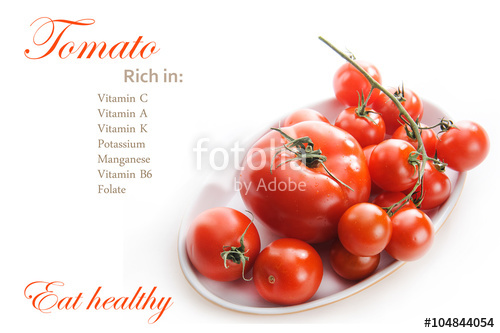 Tomato
Rich in:
Vitamin C
Vitamin A
Vitamin K
Potassium
Manganese
Vitamin B6
Folate
fotolia
by Adobe
Eat healthy
#104844054